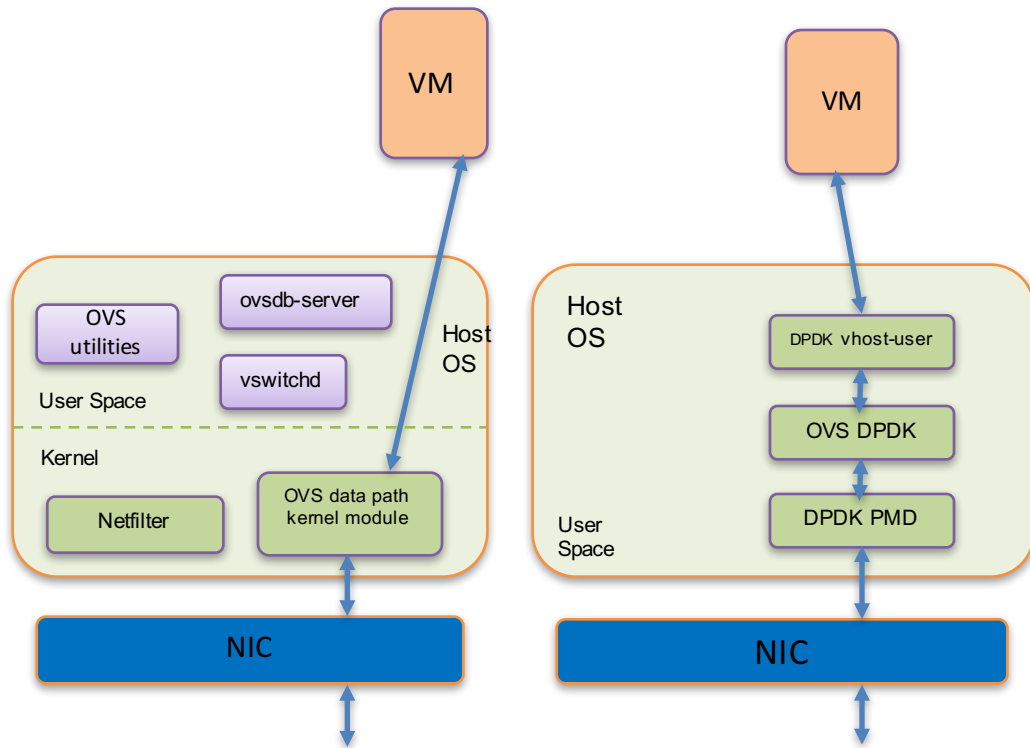 VM
OVS
utilities
ovsdb-server
vswitchd
Host
OS
User Space
Kernel
Netfilter
OVS data path
kernel module
NIC
VM
Host
OS
DPDK vhost-user
OVS DPDK
DPDK PMD
User
Space
NIC